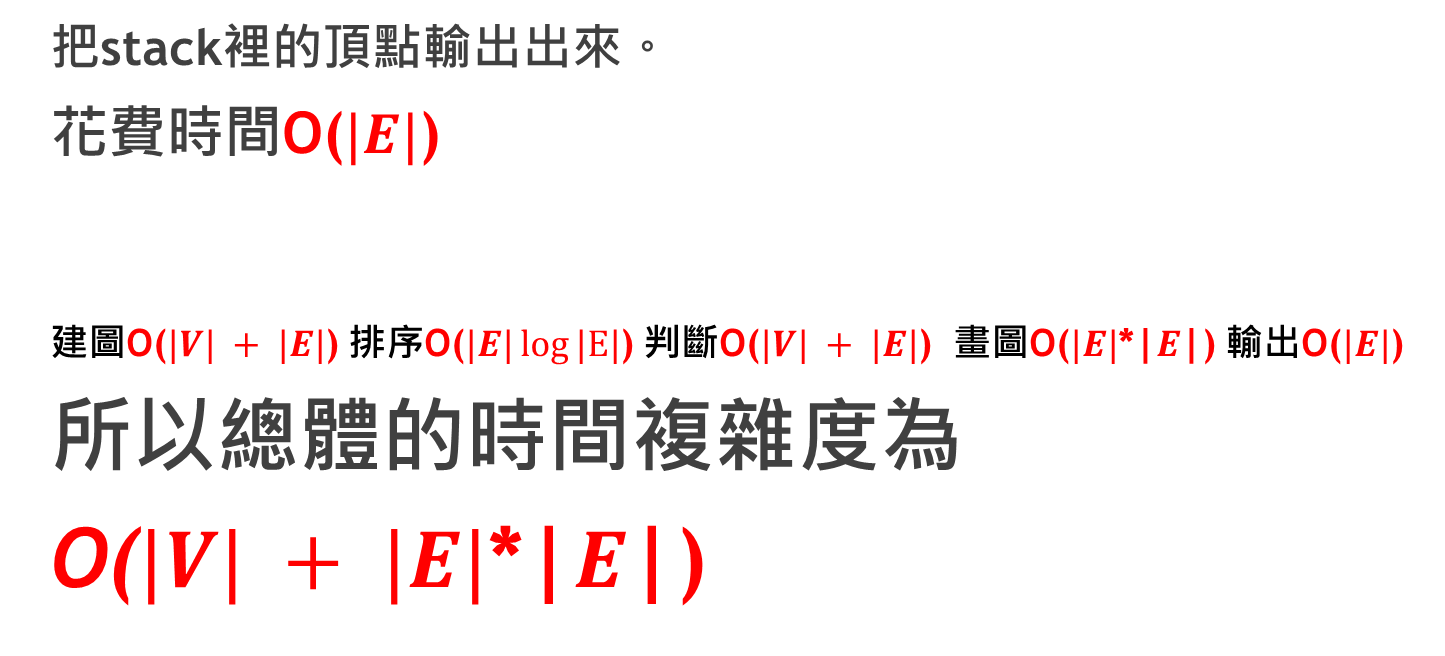 把stack裡的頂點輸出出來。
花費時間O(|E|)
建圖O(|V| + |E|) 排序O(|E| log |E|) 判斷O(|V| + |E|) 畫圖O(|E|*|E|) 輸出O(|E|)
所以總體的時間複雜度為
O(|V| + |E|*|E|)